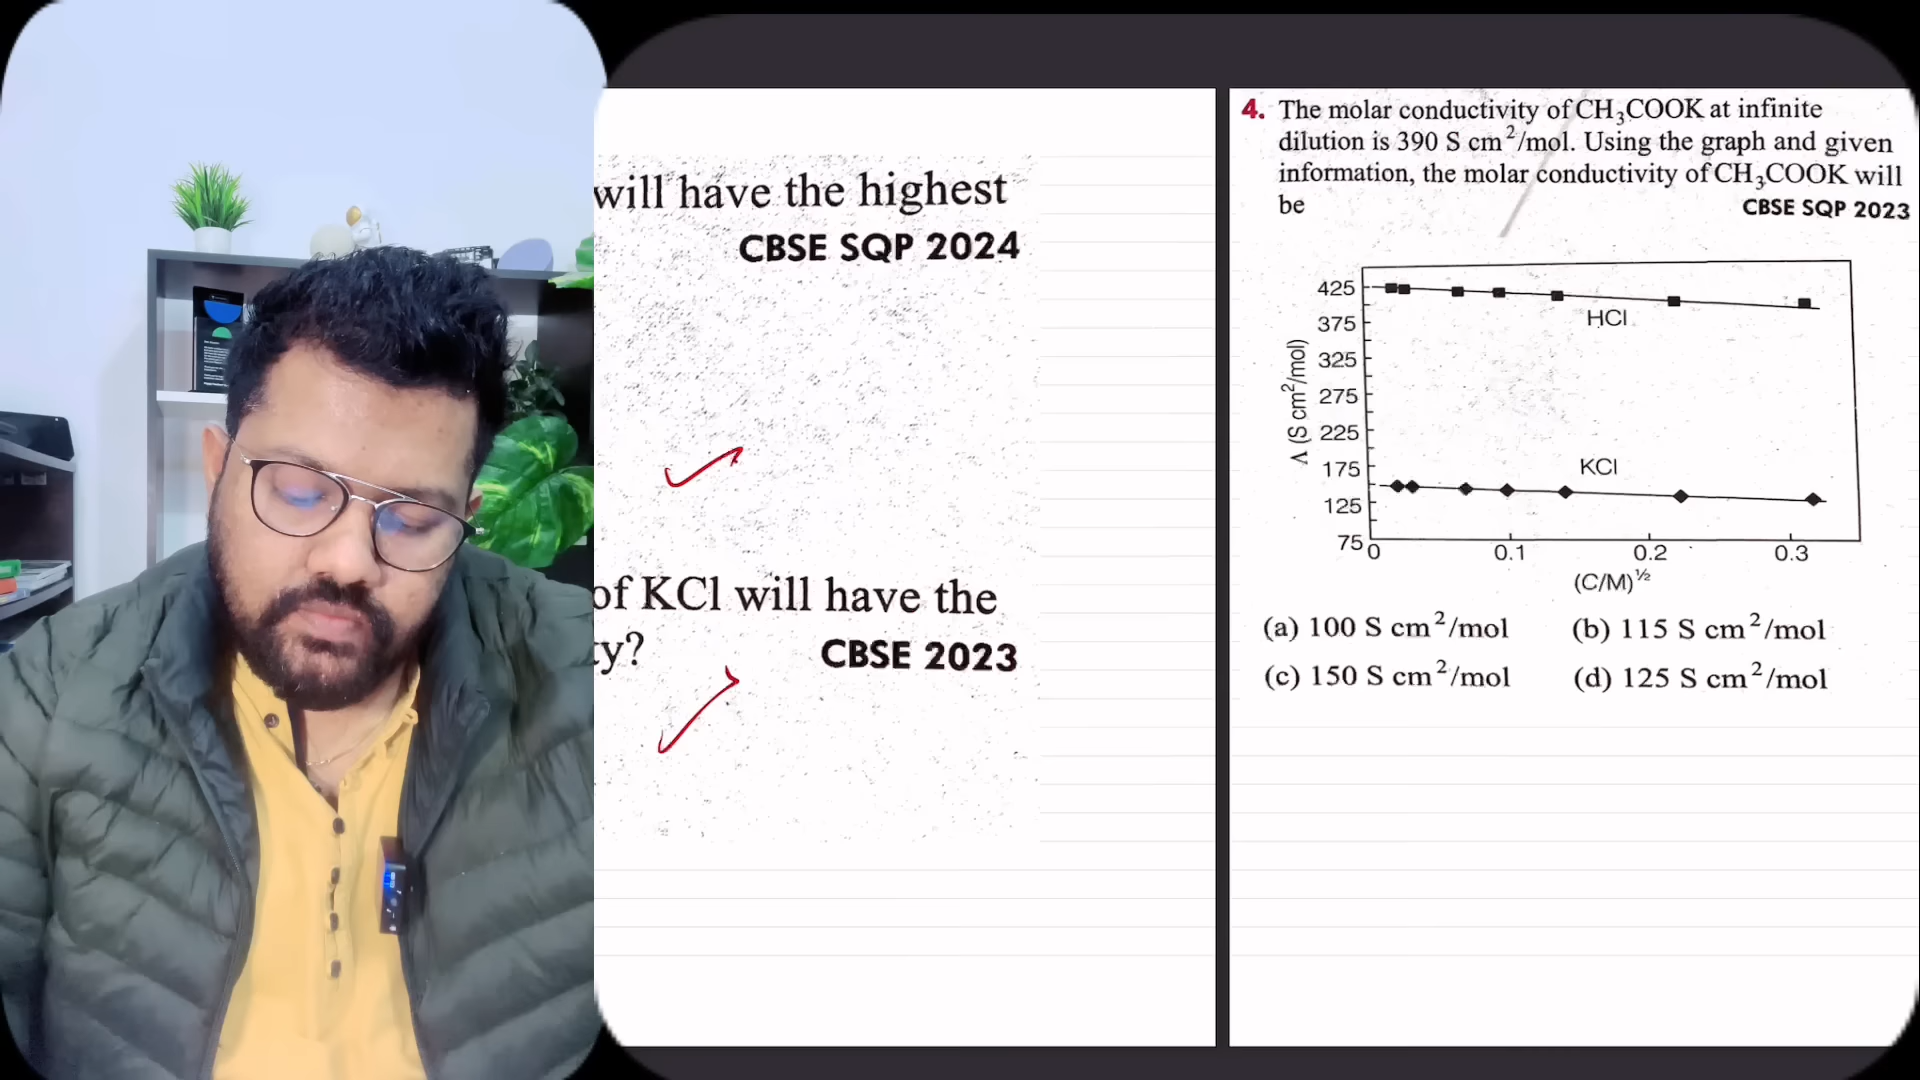 will have the highest
CBSE SQP 2024
of KCl will have the
ty?
CBSE 2023
4. The molar conductivity of CH₃COOK at infinite
dilution is 390 S cm²/mol. Using the graph and given
information, the molar conductivity of CH₃COOK will
be
CBSE SQP 2023
Λ (S cm²/mol)
425
375
325
275
225
175
125
75
HCl
KCl
0
0.1
0.2
0.3
(C/M)^½
(a) 100 S cm²/mol
(b) 115 S cm²/mol
(c) 150 S cm²/mol
(d) 125 S cm²/mol